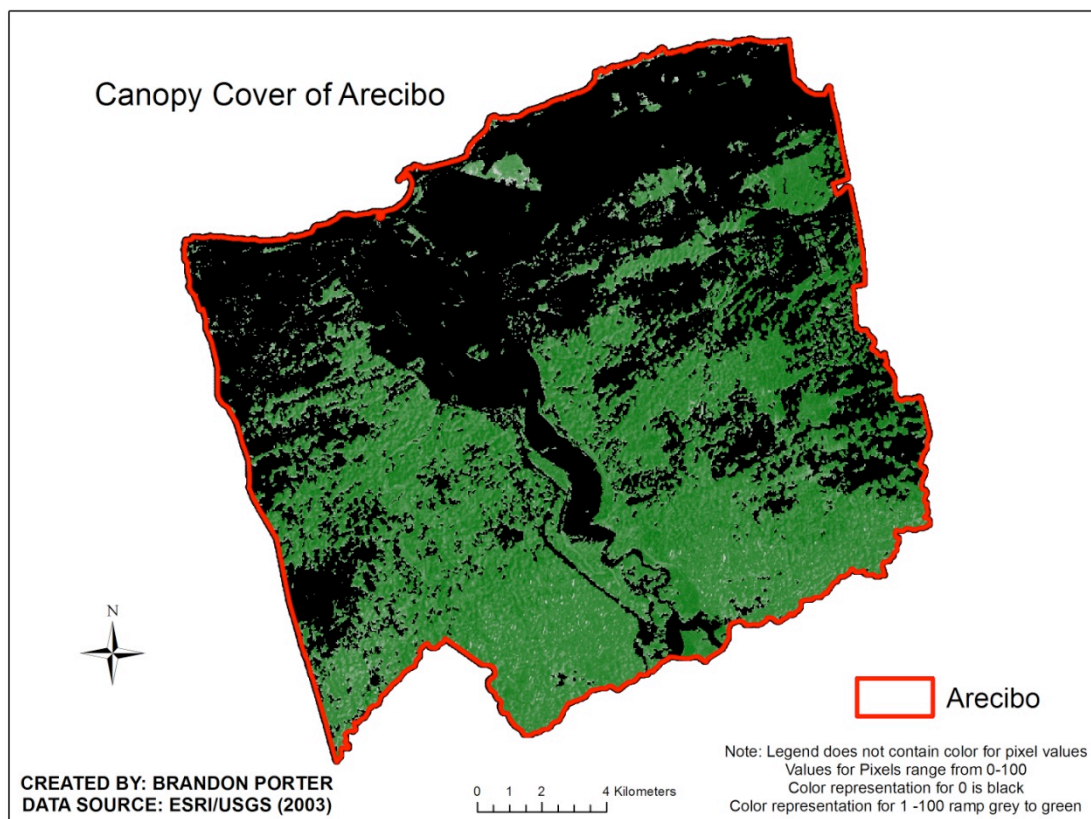 Canopy Cover of Arecibo
N
Arecibo
Note: Legend does not contain color for pixel values
Values for Pixels range from 0-100
Color representation for 0 is black
Color representation for 1 -100 ramp grey to green
CREATED BY: BRANDON PORTER
DATA SOURCE: ESRI/USGS (2003)
0 1 2 4 Kilometers